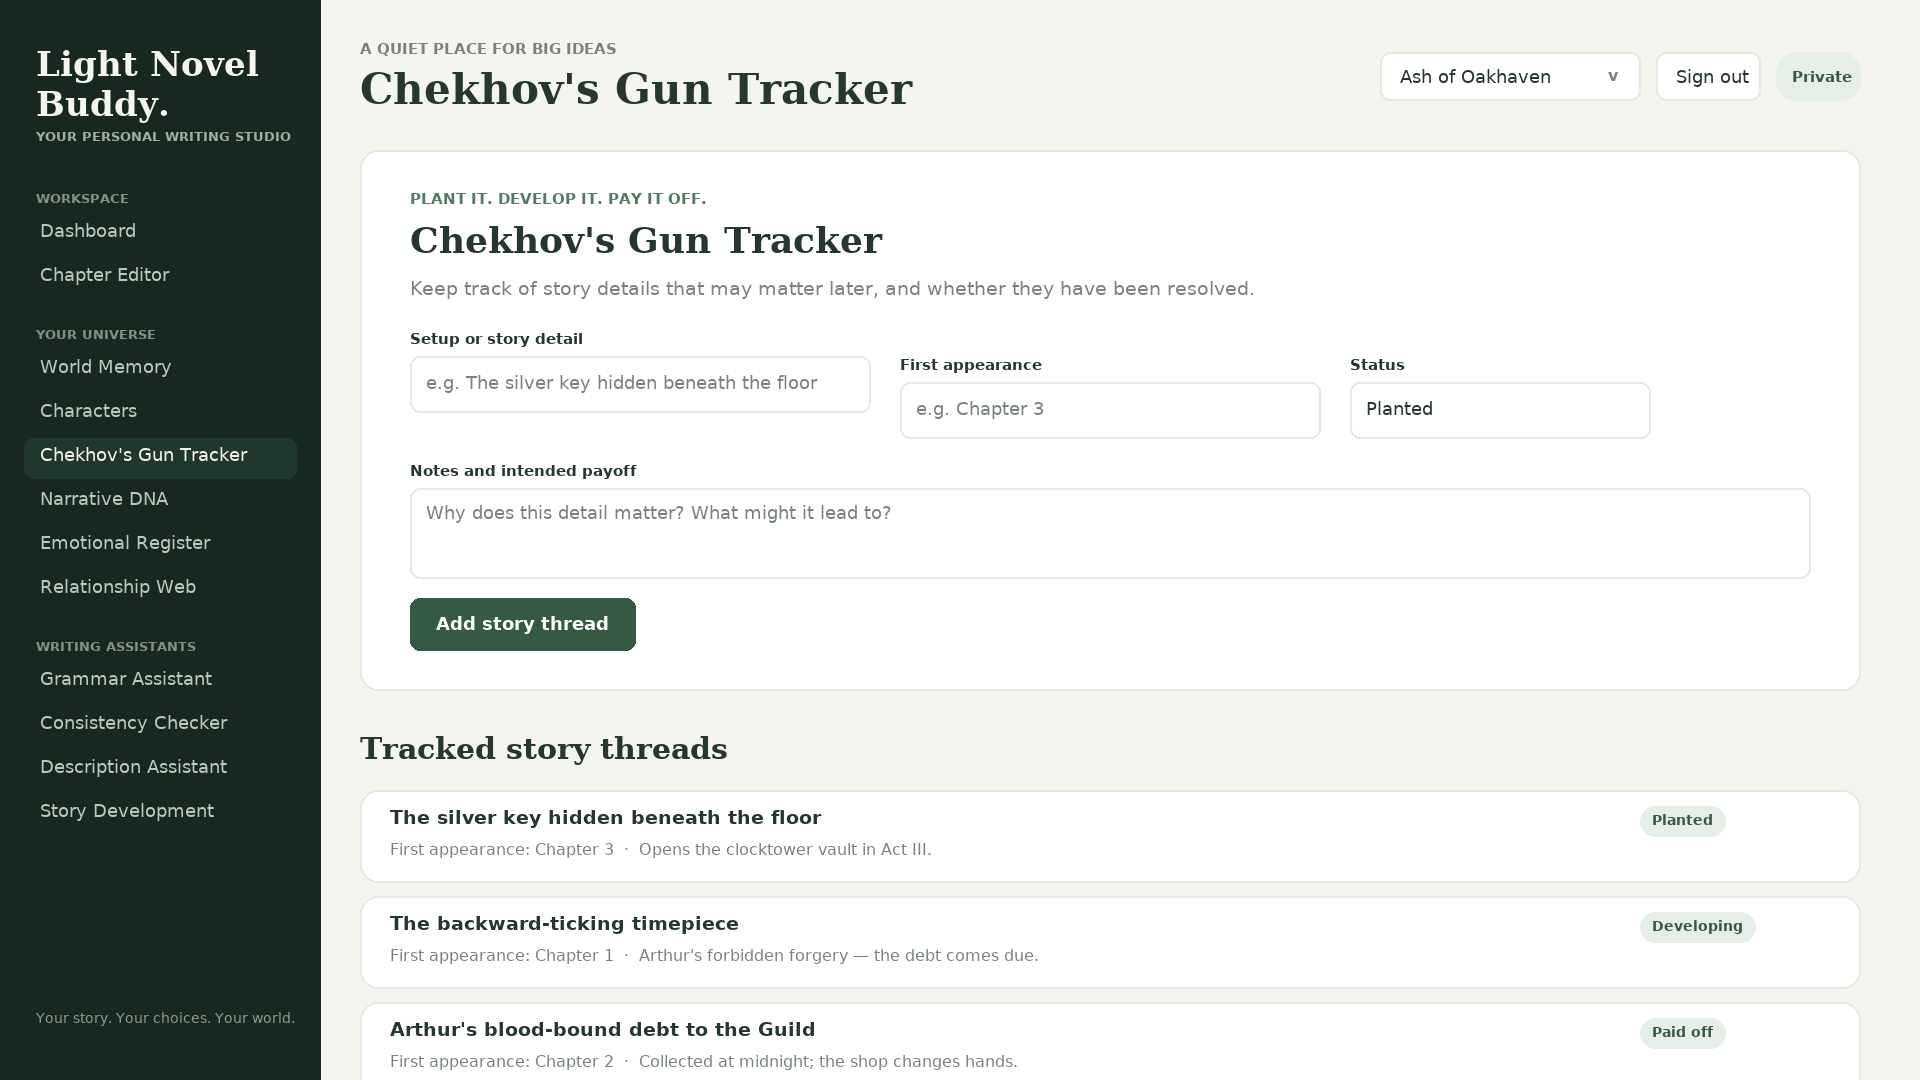 Light Novel
Buddy.
YOUR PERSONAL WRITING STUDIO
WORKSPACE
Dashboard
Chapter Editor
YOUR UNIVERSE
World Memory
Characters
Chekhov's Gun Tracker
Narrative DNA
Emotional Register
Relationship Web
WRITING ASSISTANTS
Grammar Assistant
Consistency Checker
Description Assistant
Story Development
Your story. Your choices. Your world.
A QUIET PLACE FOR BIG IDEAS
Chekhov's Gun Tracker
Ash of Oakhaven v
Sign out
Private
PLANT IT. DEVELOP IT. PAY IT OFF.
Chekhov's Gun Tracker
Keep track of story details that may matter later, and whether they have been resolved.
Setup or story detail
e.g. The silver key hidden beneath the floor
First appearance
e.g. Chapter 3
Status
Planted
Notes and intended payoff
Why does this detail matter? What might it lead to?
Add story thread
Tracked story threads
The silver key hidden beneath the floor
Planted
First appearance: Chapter 3 · Opens the clocktower vault in Act III.
The backward-ticking timepiece
Developing
First appearance: Chapter 1 · Arthur's forbidden forgery — the debt comes due.
Arthur's blood-bound debt to the Guild
Paid off
First appearance: Chapter 2 · Collected at midnight; the shop changes hands.